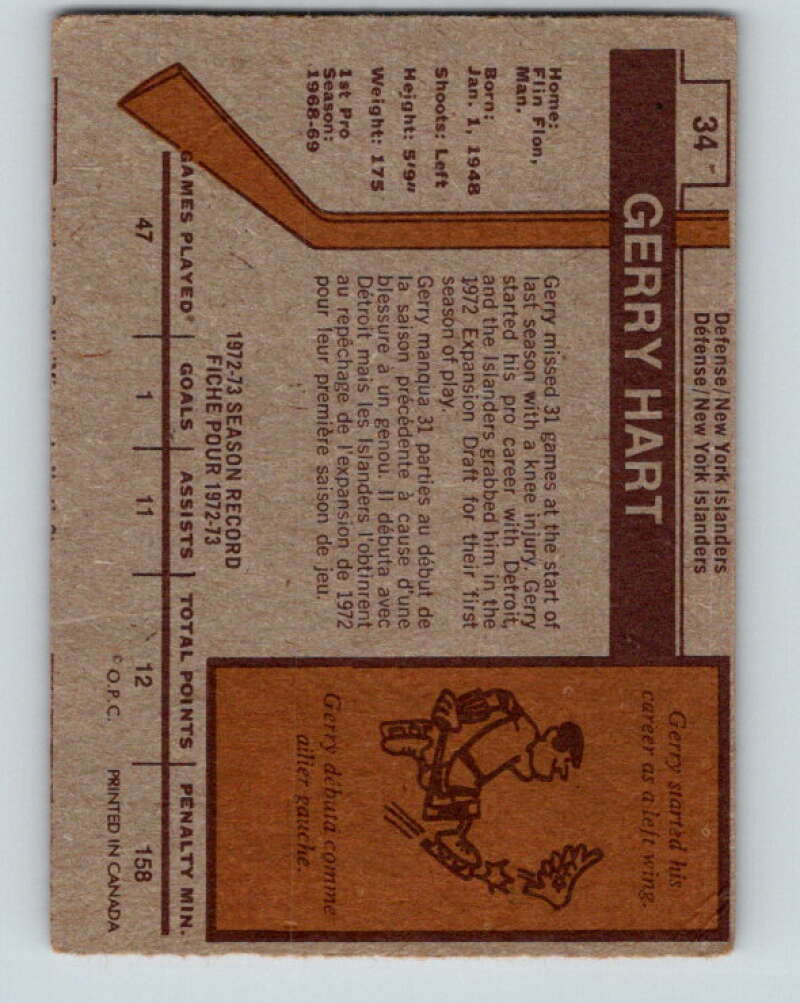 34
Defense/New York Islanders
Défense/New York Islanders
GERRY HART
Home:
Flin Flon,
Man.
Born:
Jan. 1, 1948
Shoots: Left
Height: 5'9"
Weight: 175
1st Pro
Season:
1968-69
Gerry missed 31 games at the start of
last season with a knee injury. Gerry
started his pro career with Detroit,
and the Islanders grabbed him in the
1972 Expansion Draft for their first
season of play.
Gerry manqua 31 parties au début de
la saison précédente à cause d'une
blessure à un genou. Il débuta avec
Détroit mais les Islanders l'obtinrent
au repêchage de l'expansion de 1972
pour leur première saison de jeu.
Gerry started his
career as a left wing.
Gerry débuta comme
ailier gauche.
1972-73 SEASON RECORD
FICHE POUR 1972-73
GAMES PLAYED GOALS ASSISTS TOTAL POINTS PENALTY MIN.
47 1 11 12 158
© O.P.C. PRINTED IN CANADA